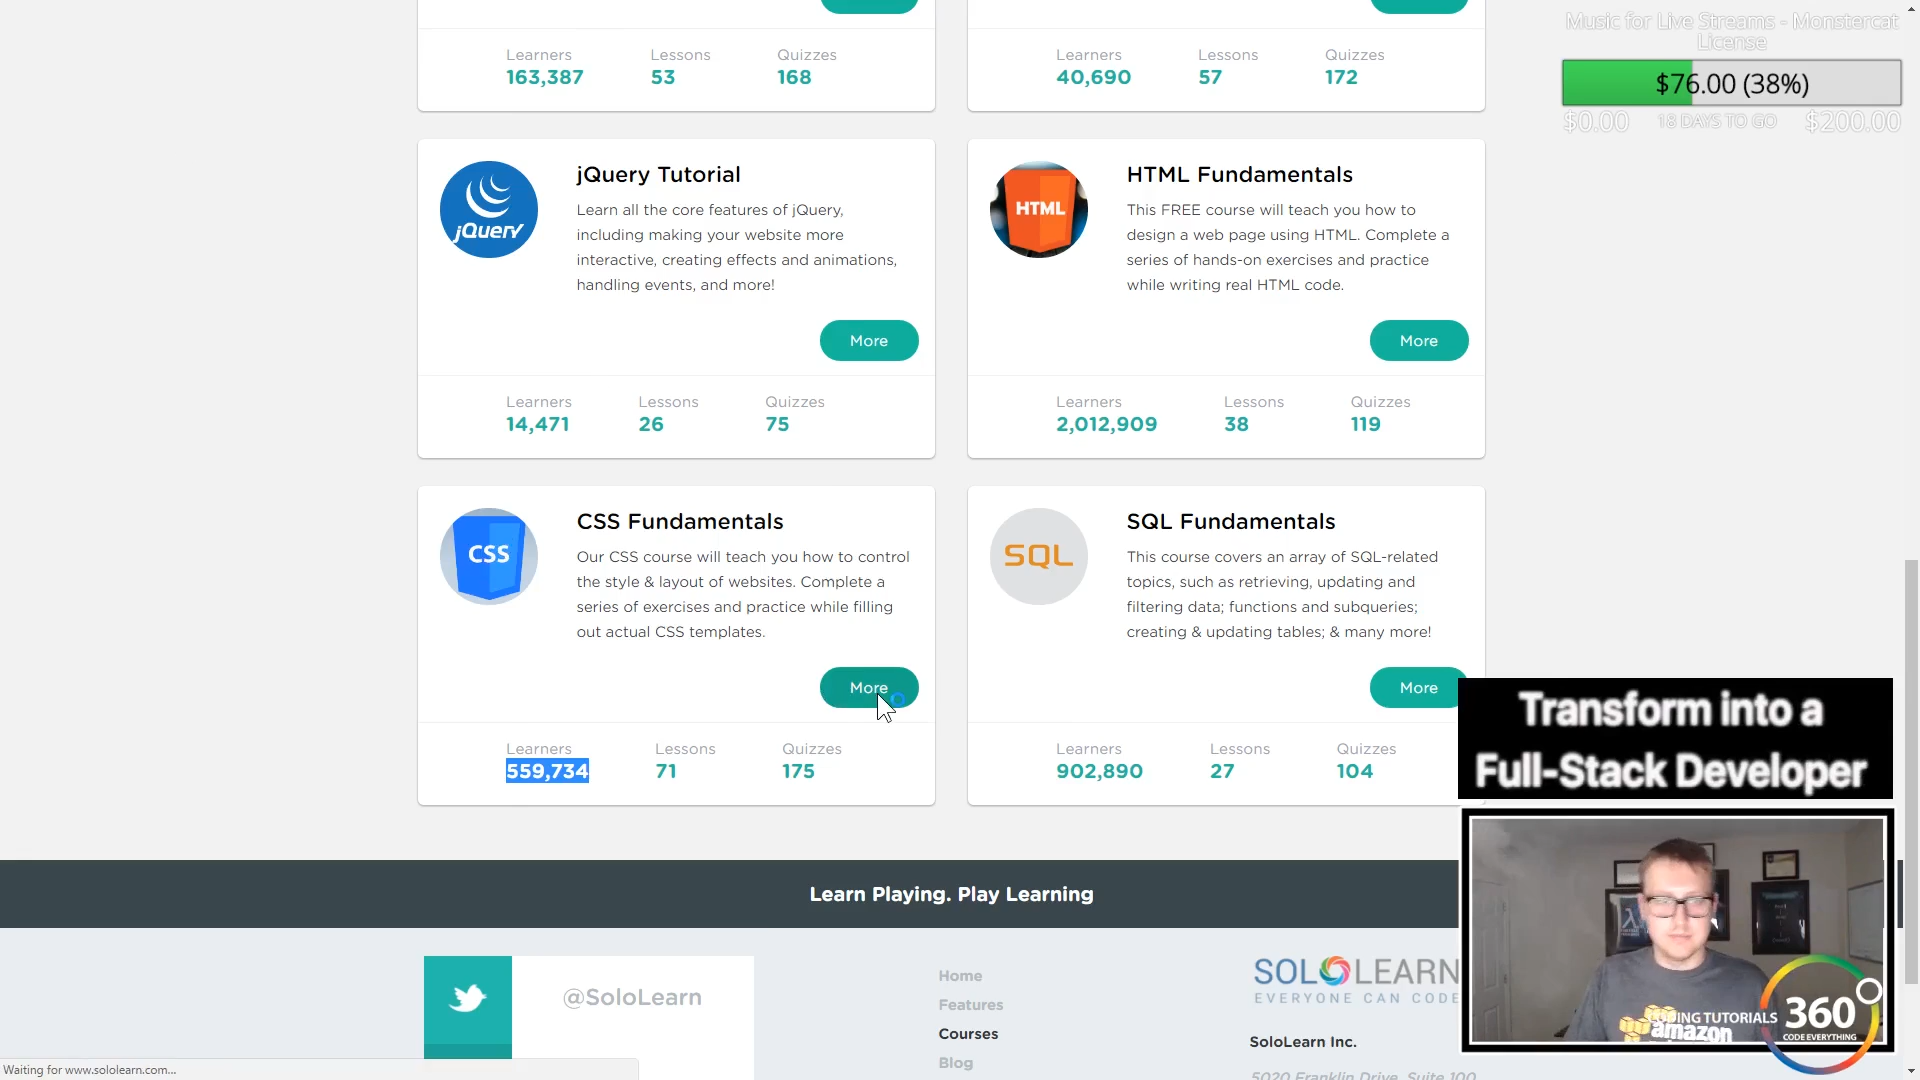 Learners Lessons Quizzes
163,387 53 168
Learners Lessons Quizzes
40,690 57 172
Music for Live Streams - Monstercat
License
$76.00 (38%)
$0.00 18 DAYS TO GO $200.00
jQuery
jQuery Tutorial
Learn all the core features of jQuery,
including making your website more
interactive, creating effects and animations,
handling events, and more!
More
Learners Lessons Quizzes
14,471 26 75
HTML
HTML Fundamentals
This FREE course will teach you how to
design a web page using HTML. Complete a
series of hands-on exercises and practice
while writing real HTML code.
More
Learners Lessons Quizzes
2,012,909 38 119
CSS
CSS Fundamentals
Our CSS course will teach you how to control
the style & layout of websites. Complete a
series of exercises and practice while filling
out actual CSS templates.
More
Learners Lessons Quizzes
559,734 71 175
SQL
SQL Fundamentals
This course covers an array of SQL-related
topics, such as retrieving, updating and
filtering data; functions and subqueries;
creating & updating tables; & many more!
More
Learners Lessons Quizzes
902,890 27 104
Transform into a
Full-Stack Developer
Learn Playing. Play Learning
@SoloLearn
Home
Features
Courses
Blog
SOLOLEARN
EVERYONE CAN CODE
SoloLearn Inc.
5020 Franklin Drive, Suite 100
amazon
TUTORIALS
360
CODE EVERYTHING
Waiting for www.sololearn.com...